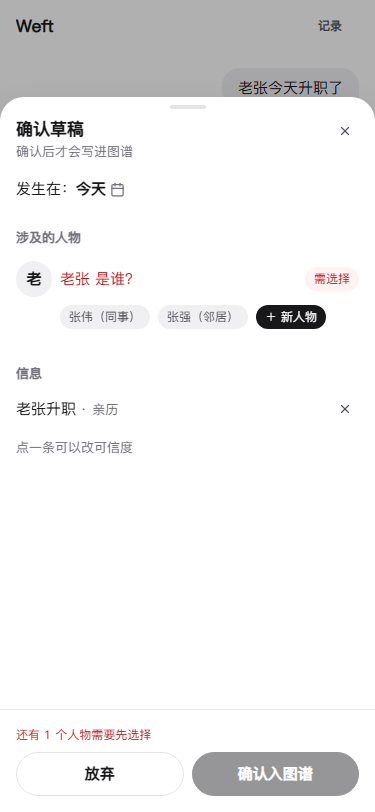 Weft
记录
老张今天升职了
确认草稿
确认后才会写进图谱
发生在：今天
涉及的人物
老 老张 是谁? 需选择
张伟（同事） 张强（邻居） ＋ 新人物
信息
老张升职 · 亲历
点一条可以改可信度
还有 1 个人物需要先选择
放弃 确认入图谱